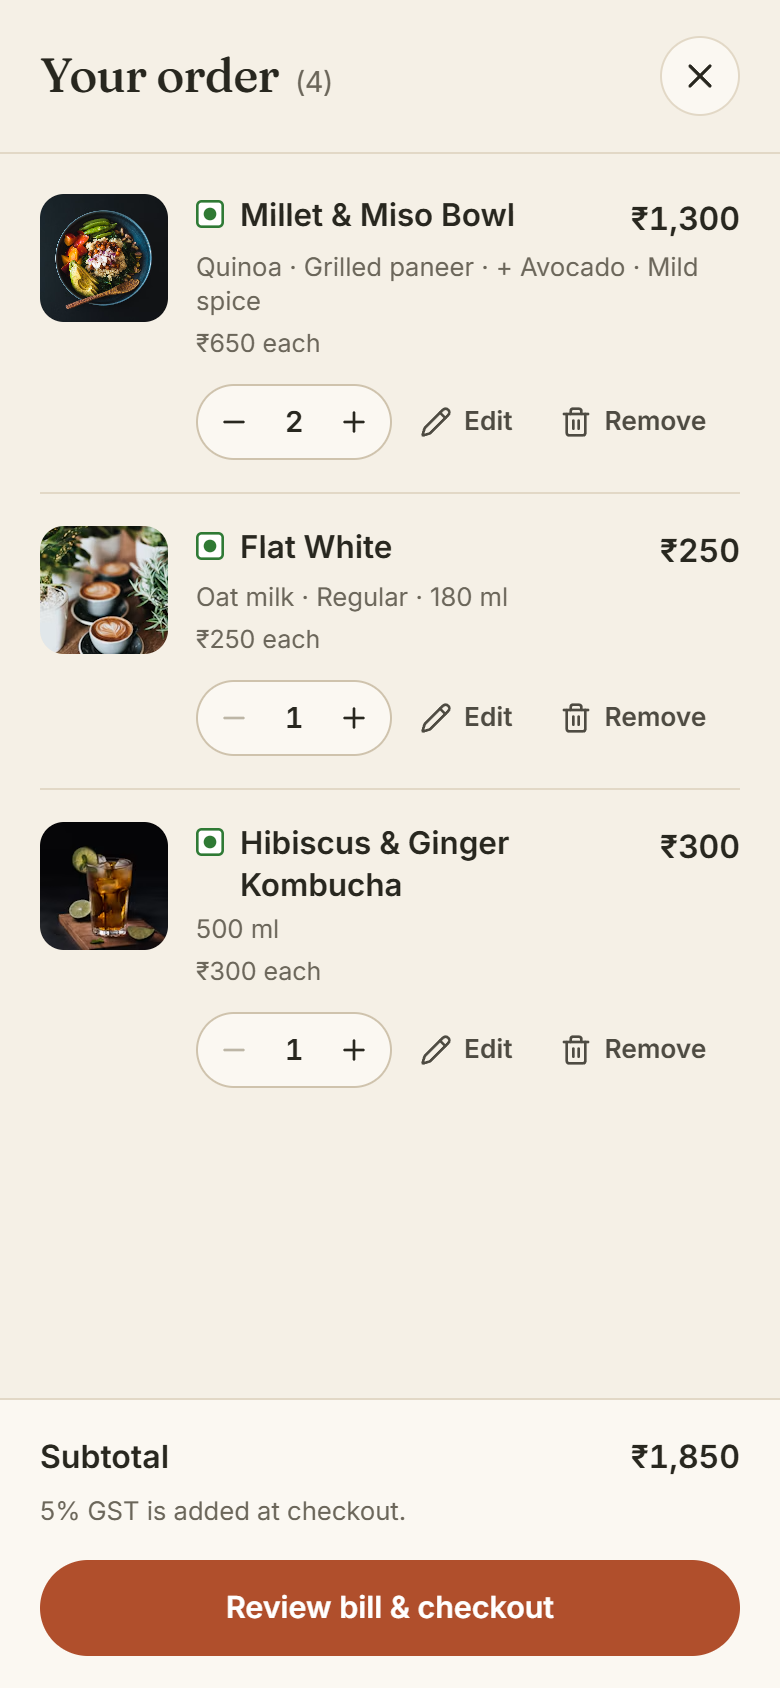 Your order (4)
Millet & Miso Bowl ₹1,300
Quinoa · Grilled paneer · + Avocado · Mild
spice
₹650 each
2 Edit Remove
Flat White ₹250
Oat milk · Regular · 180 ml
₹250 each
1 Edit Remove
Hibiscus & Ginger ₹300
Kombucha
500 ml
₹300 each
1 Edit Remove
Subtotal ₹1,850
5% GST is added at checkout.
Review bill & checkout